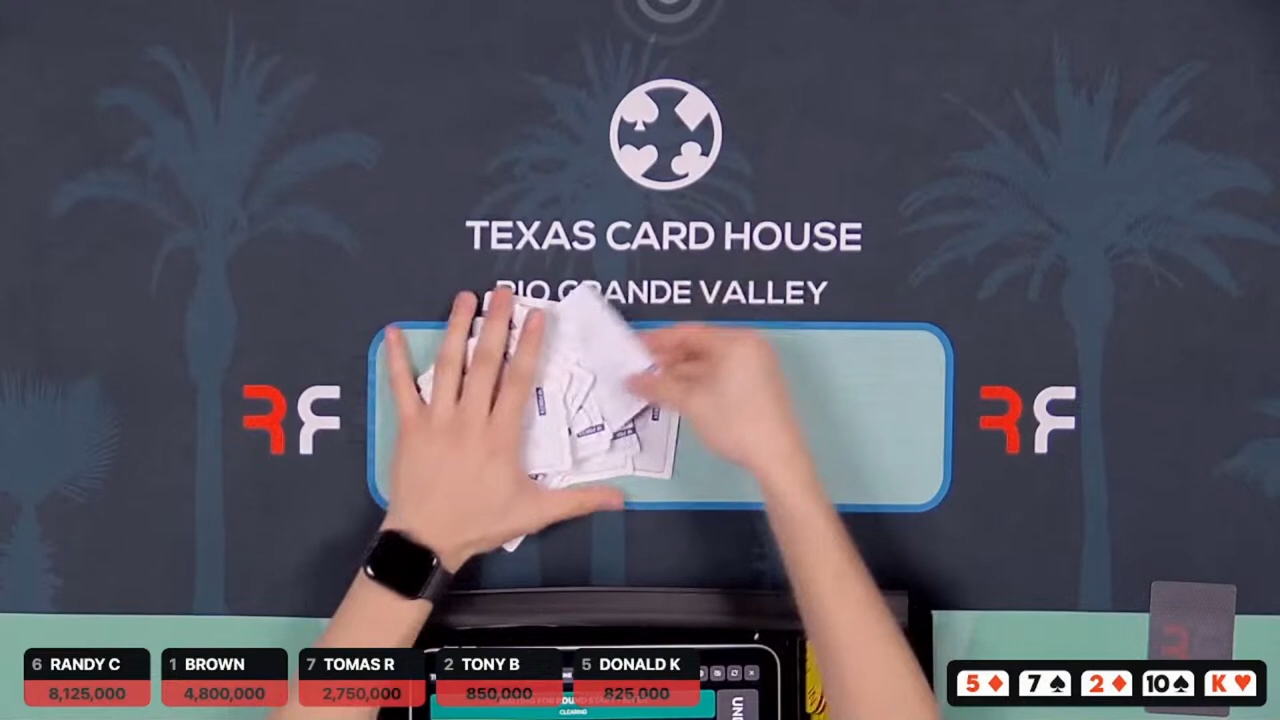 TEXAS CARD HOUSE
RIO GRANDE VALLEY
RF
RF
6 RANDY C
8,125,000
1 BROWN
4,800,000
7 TOMAS R
2,750,000
2 TONY B
850,000
5 DONALD K
825,000
CLEARING
5♦ 7♠ 2♦ 10♠ K♥